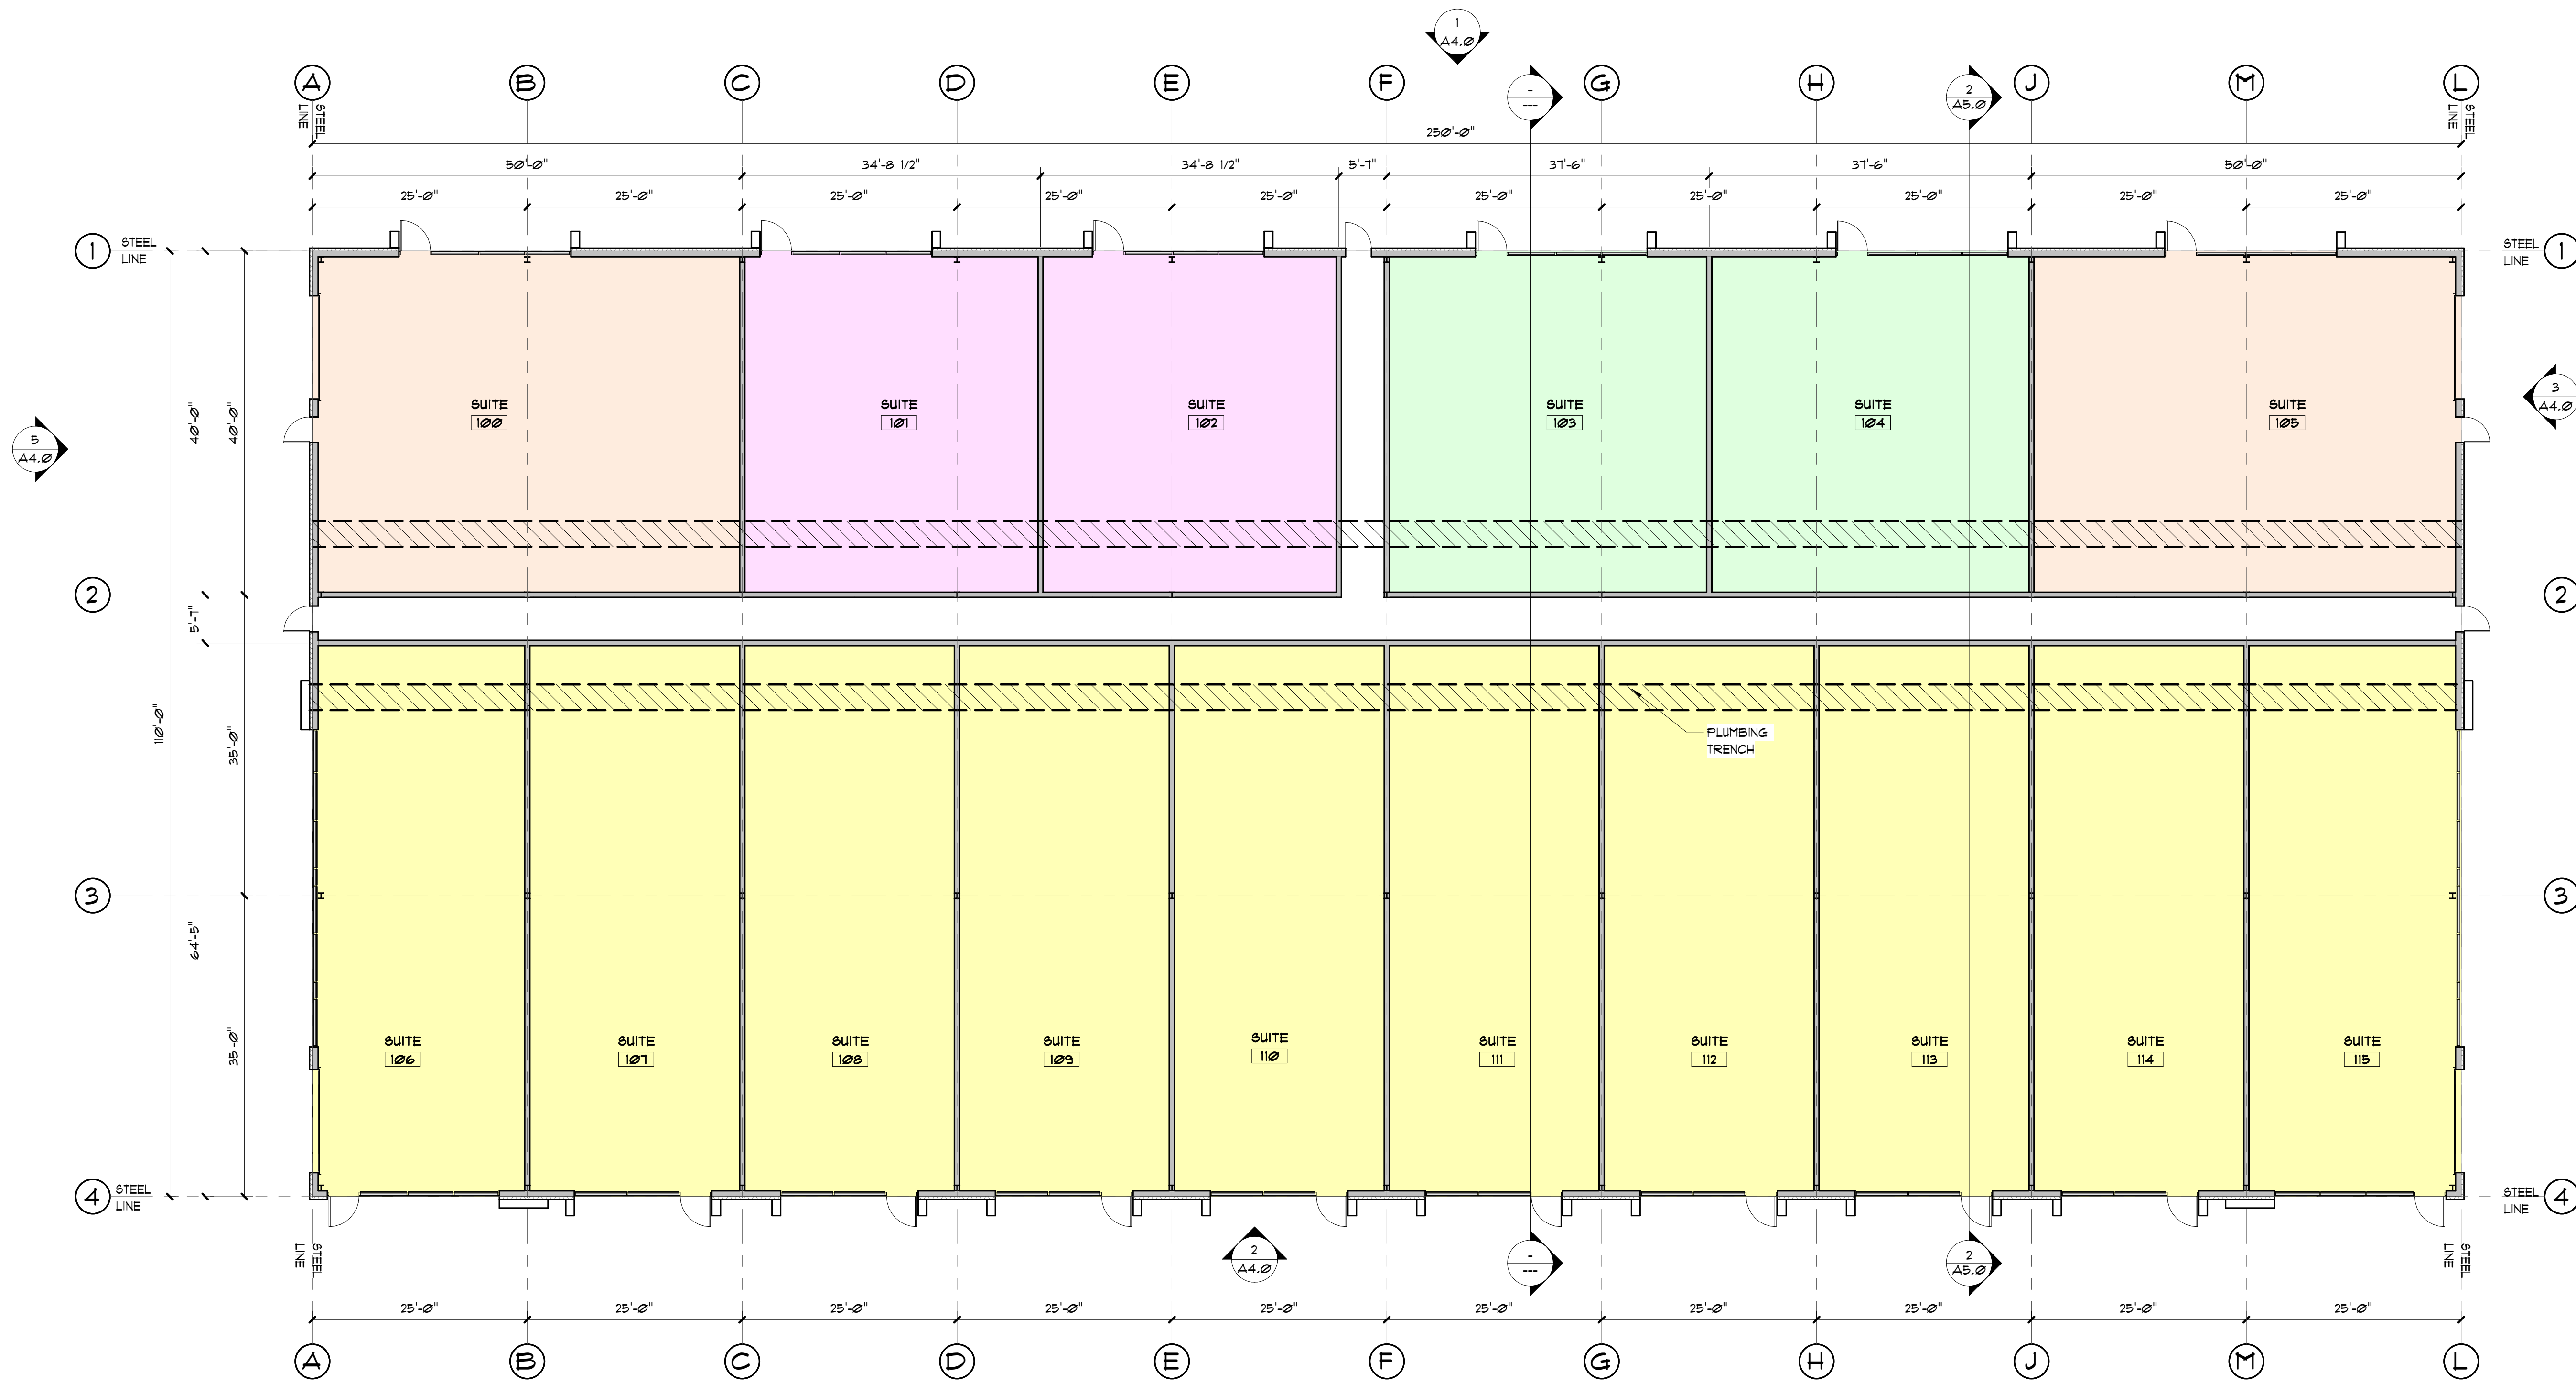 1
A4.0
A B C D E F G H J M L
- 2
--- A5.0
STEEL LINE STEEL LINE
250'-0"
50'-0" 34'-8 1/2" 34'-8 1/2" 5'-7" 37'-6" 37'-6" 50'-0"
25'-0" 25'-0" 25'-0" 25'-0" 25'-0" 25'-0" 25'-0" 25'-0" 25'-0" 25'-0"
1 STEEL STEEL 1
LINE LINE
40'-0" 40'-0"
3
A4.0
SUITE SUITE SUITE SUITE SUITE SUITE
100 101 102 103 104 105
5
A4.0
2 2
5'-7"
110'-0"
35'-0"
PLUMBING
TRENCH
3 3
64'-5"
35'-0"
SUITE SUITE SUITE SUITE SUITE SUITE SUITE SUITE SUITE SUITE
106 107 108 109 110 111 112 113 114 115
4 STEEL STEEL 4
LINE LINE
STEEL LINE STEEL LINE
2 - 2
A4.0 --- A5.0
25'-0" 25'-0" 25'-0" 25'-0" 25'-0" 25'-0" 25'-0" 25'-0" 25'-0" 25'-0"
A B C D E F G H J M L